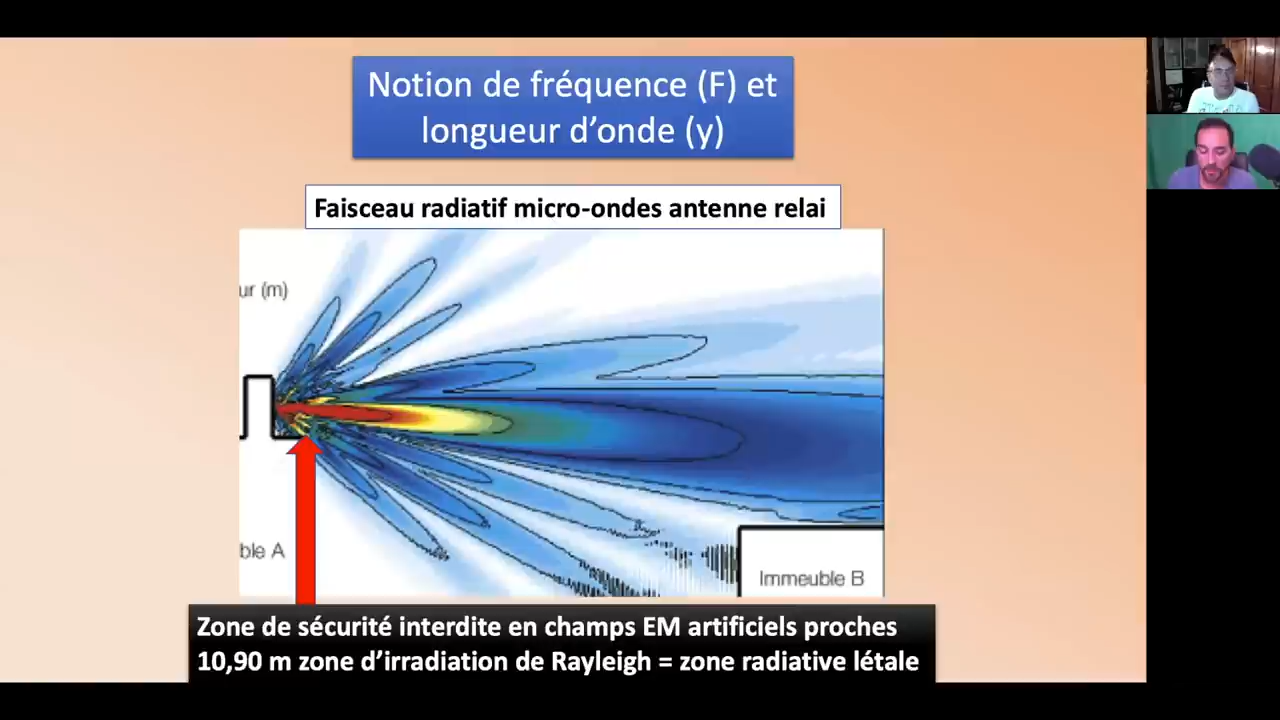 Notion de fréquence (F) et
longueur d'onde (y)
Faisceau radiatif micro-ondes antenne relai
ur (m)
ble A
Immeuble B
Zone de sécurité interdite en champs EM artificiels proches
10,90 m zone d'irradiation de Rayleigh = zone radiative létale